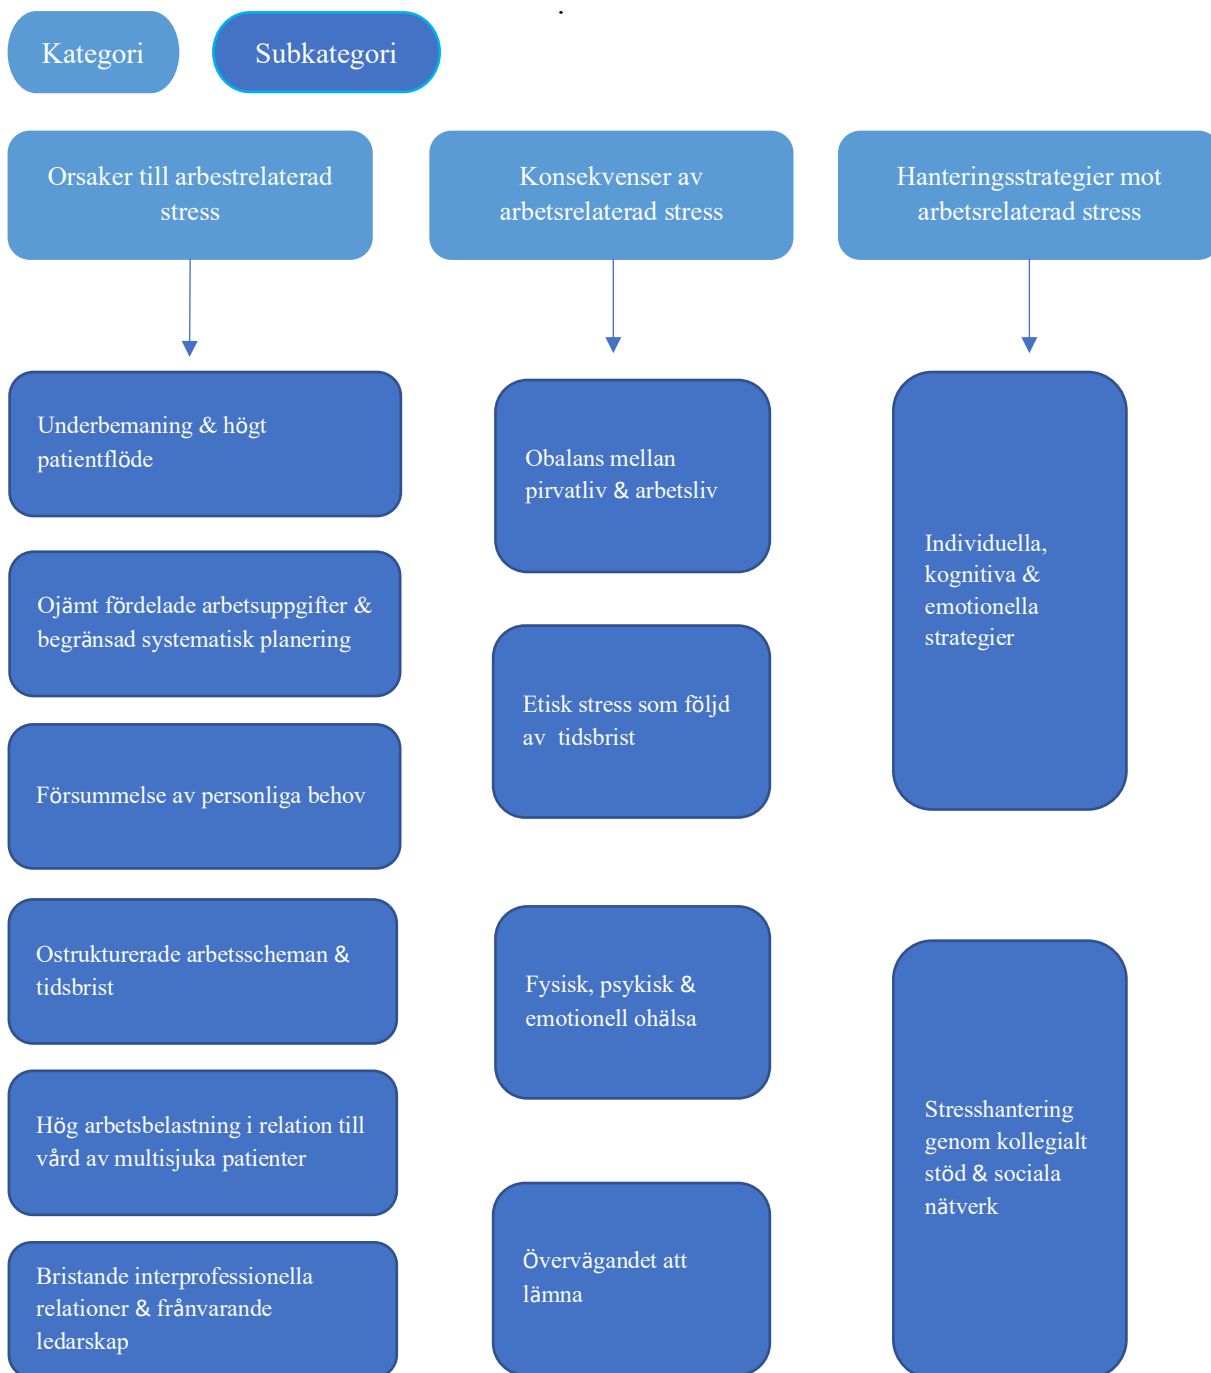 Kategori
Subkategori
Orsaker till arbestrelaterad
stress
Underbemaning & högt
patientflöde
Ojämt fördelade arbetsuppgifter &
begränsad systematisk planering
Försummelse av personliga behov
Ostrukturerade arbetsscheman &
tidsbrist
Hög arbetsbelastning i relation till
vård av multisjuka patienter
Bristande interprofessionella
relationer & frånvarande
ledarskap
Konsekvenser av
arbetsrelaterad stress
Obalans mellan
pirvatliv & arbetsliv
Etisk stress som följd
av tidsbrist
Fysisk, psykisk &
emotionell ohälsa
Övervägandet att
lämna
Hanteringsstrategier mot
arbetsrelaterad stress
Individuella,
kognitiva &
emotionella
strategier
Stresshantering
genom kollegialt
stöd & sociala
nätverk